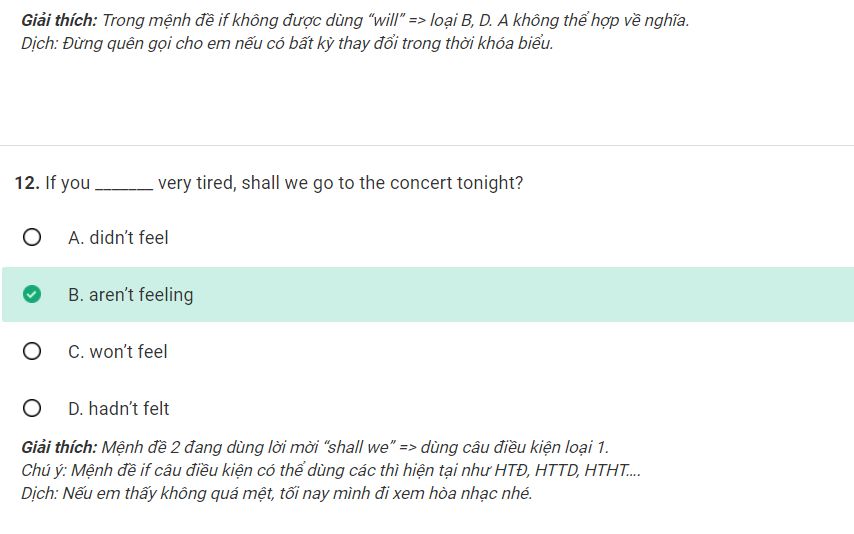 Giải thích: Trong mệnh đề if không được dùng “will” => loại B, D. A không thể hợp về nghĩa.
Dịch: Đừng quên gọi cho em nếu có bất kỳ thay đổi trong thời khóa biểu.
12. If you _______ very tired, shall we go to the concert tonight?
A. didn’t feel
B. aren’t feeling
C. won’t feel
D. hadn’t felt
Giải thích: Mệnh đề 2 đang dùng lời mời “shall we” => dùng câu điều kiện loại 1.
Chú ý: Mệnh đề if câu điều kiện có thể dùng các thì hiện tại như HTĐ, HTTD, HTHT....
Dịch: Nếu em thấy không quá mệt, tối nay mình đi xem hòa nhạc nhé.